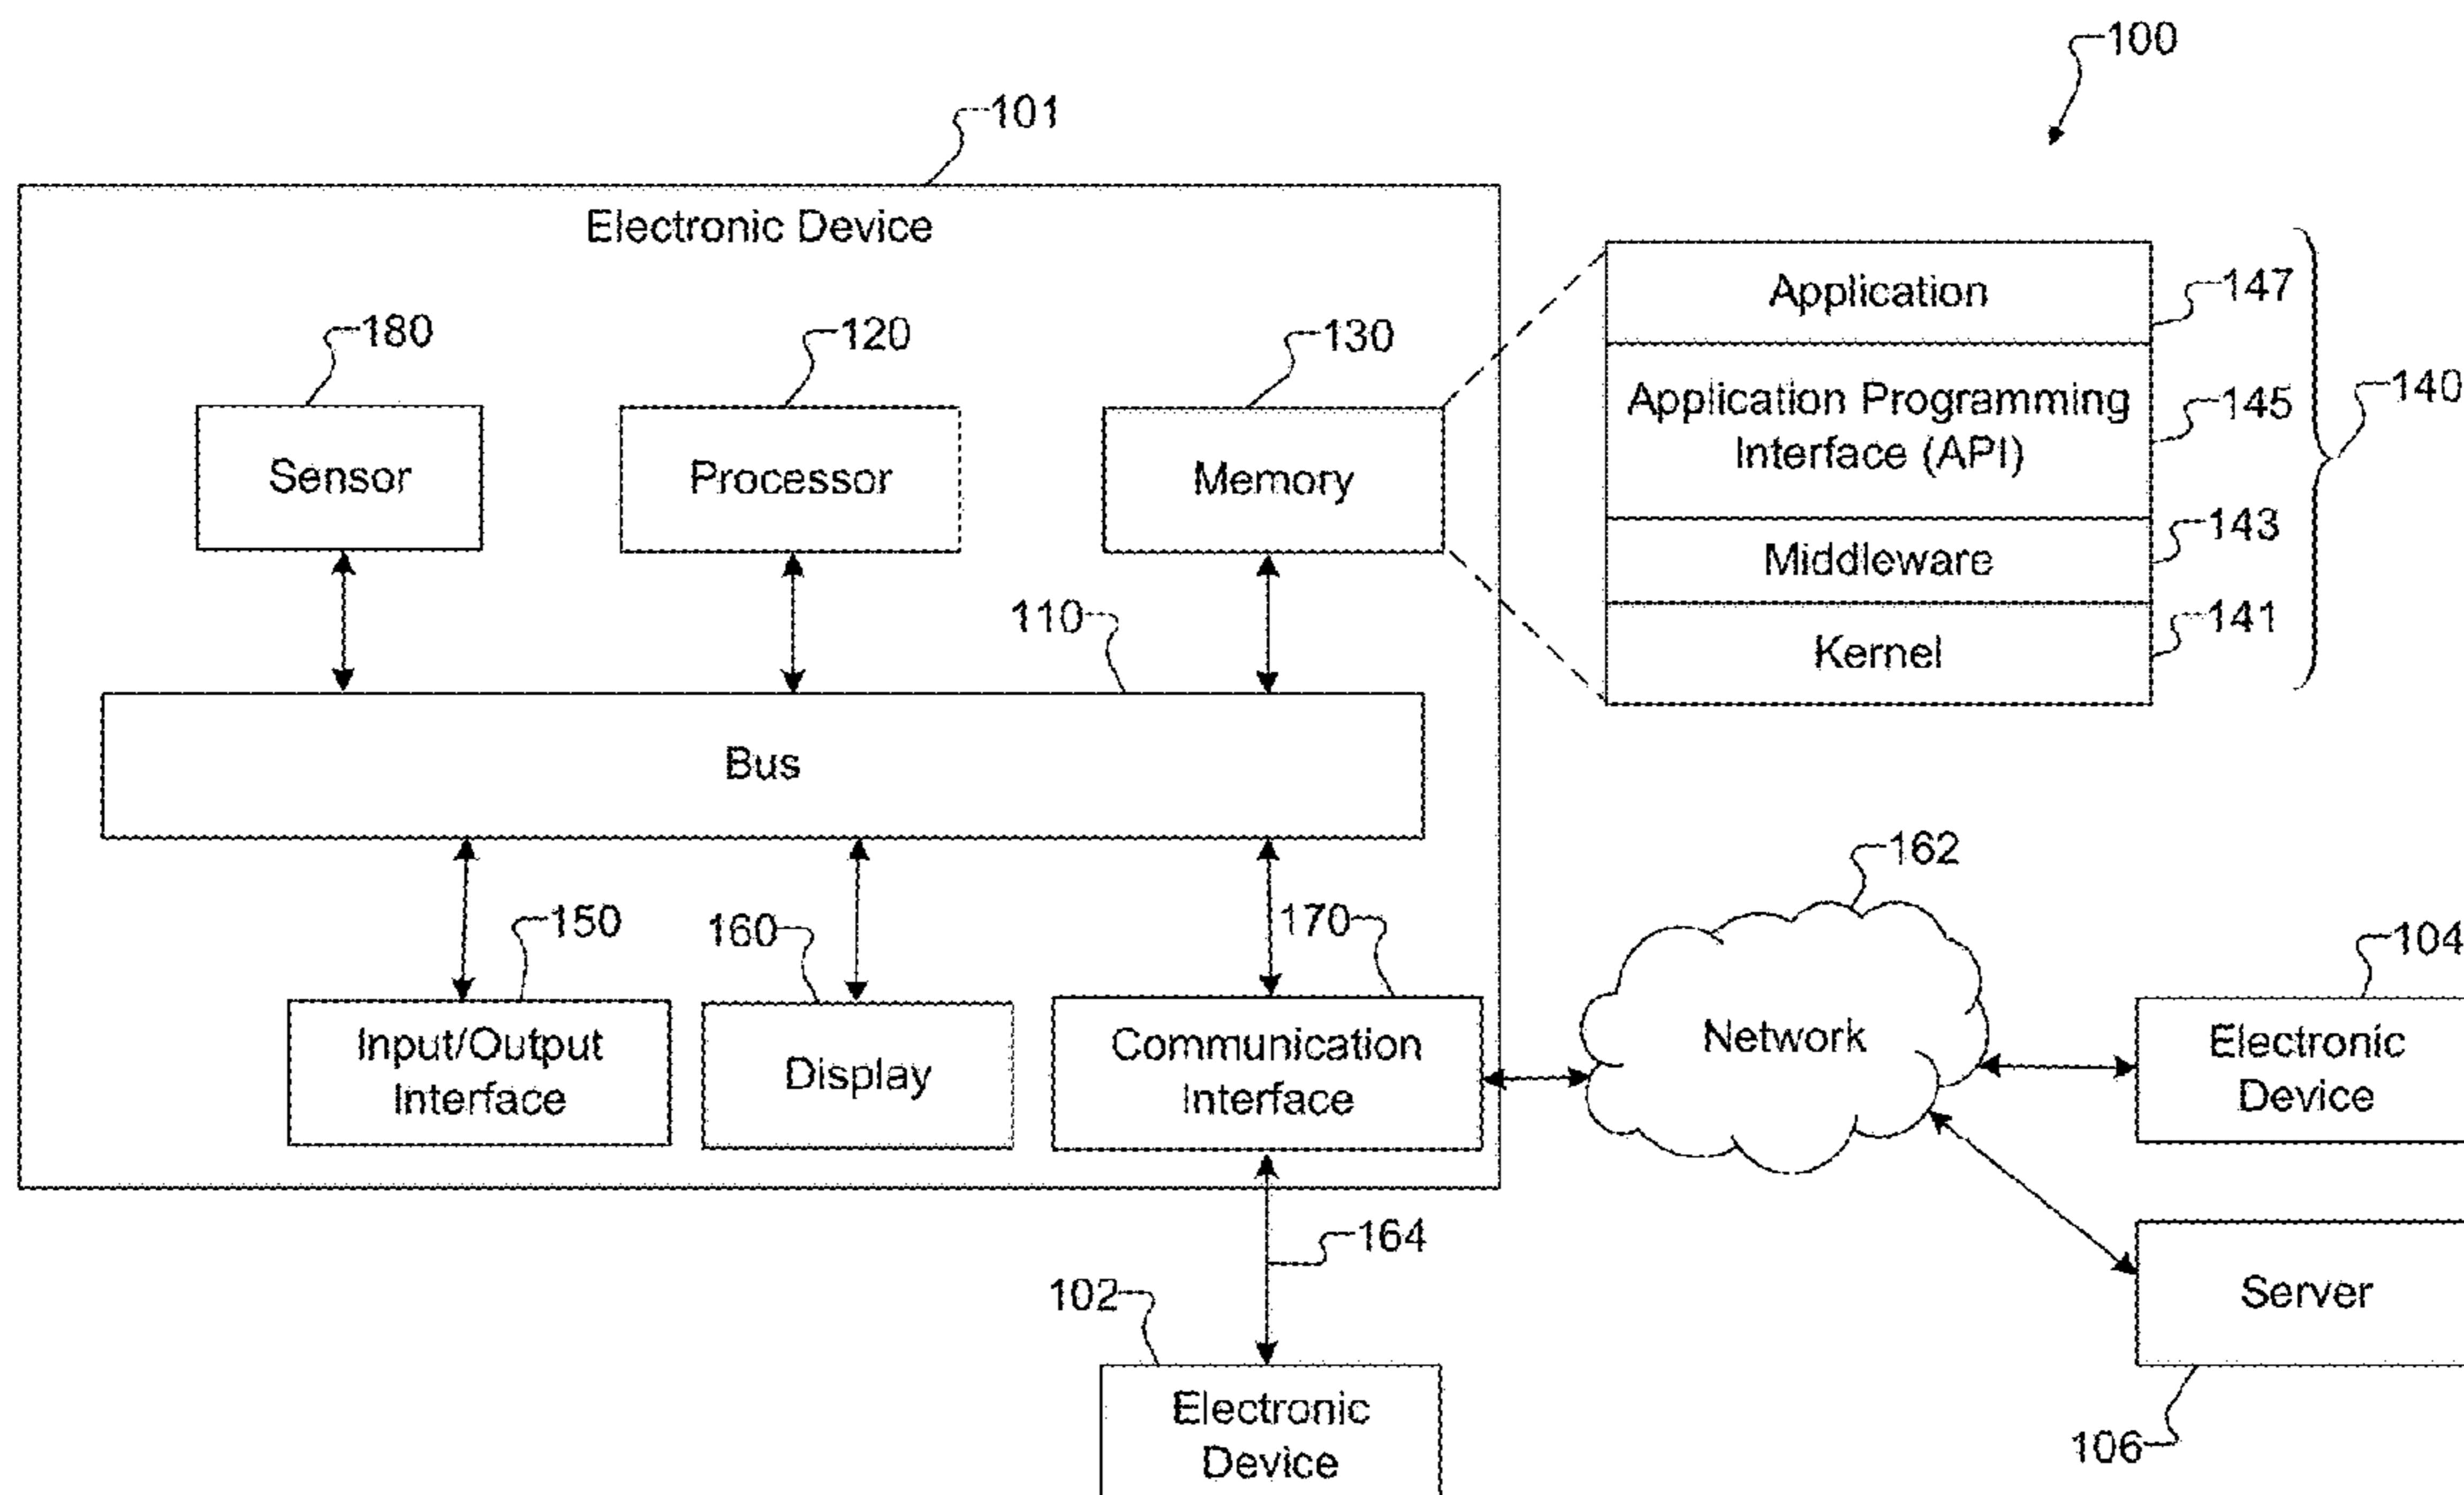 100
101
Electronic Device
Application
147
180
120
130
Application Programming
Interface (API)
145
140
Sensor
Processor
Memory
Middleware
143
110
Kernel
141
Bus
162
150
160
170
104
Input/Output
Interface
Display
Communication
Interface
Network
Electronic
Device
164
102
Server
Electronic
Device
106